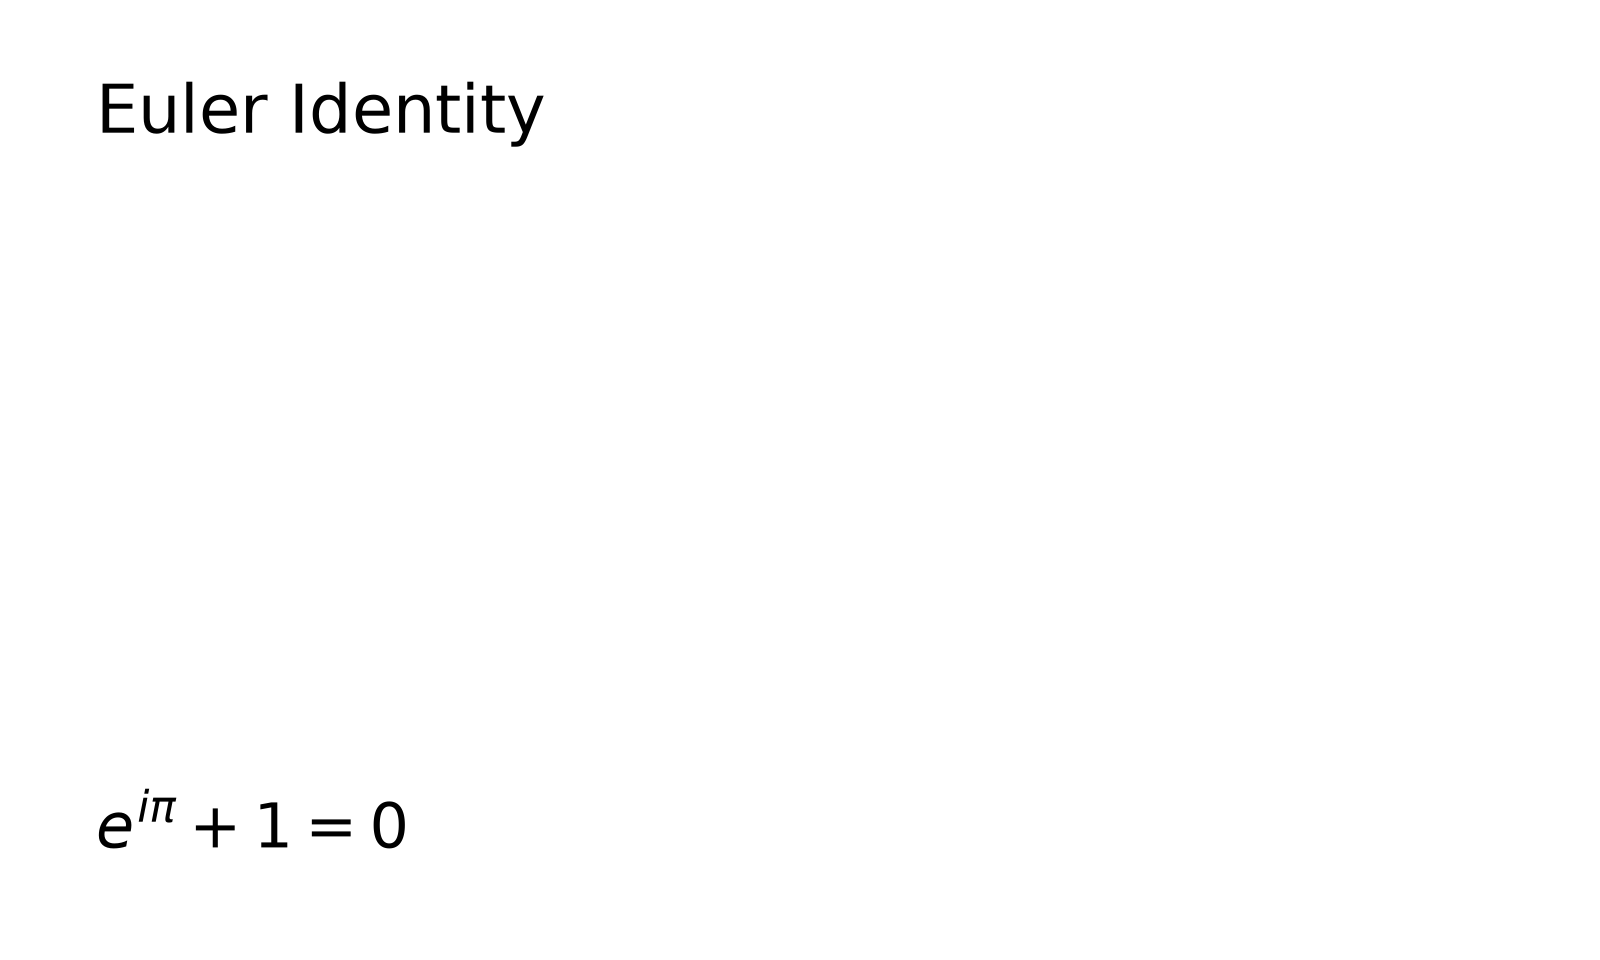 Euler Identity
e^{iπ} + 1 = 0